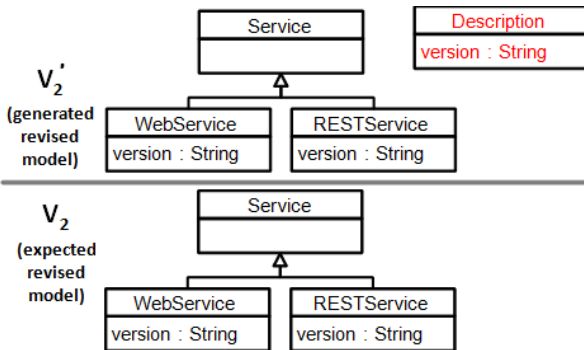 Service
Description
version : String
V2′
(generated
revised
model)
WebService
version : String
RESTService
version : String
V2
(expected
revised
model)
Service
WebService
version : String
RESTService
version : String